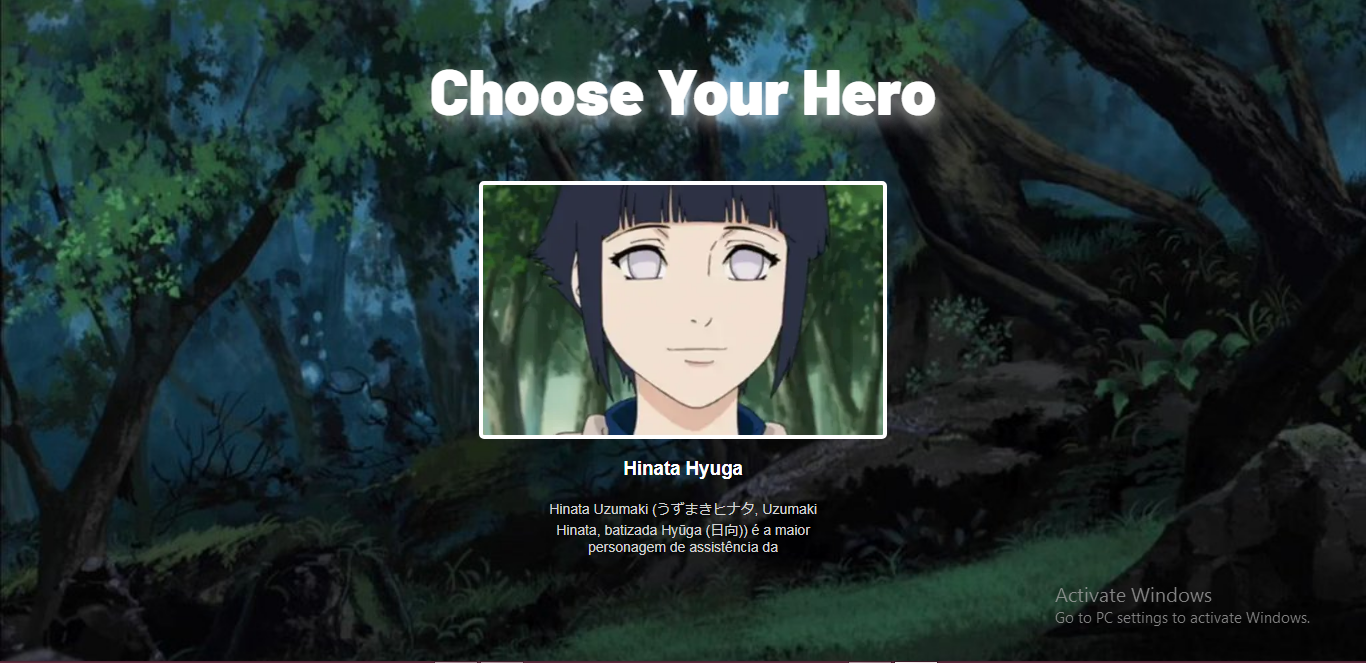 Choose Your Hero
Hinata Hyuga
Hinata Uzumaki (うずまきヒナタ, Uzumaki
Hinata, batizada Hyūga (日向)) é a maior
personagem de assistência da
Activate Windows
Go to PC settings to activate Windows.